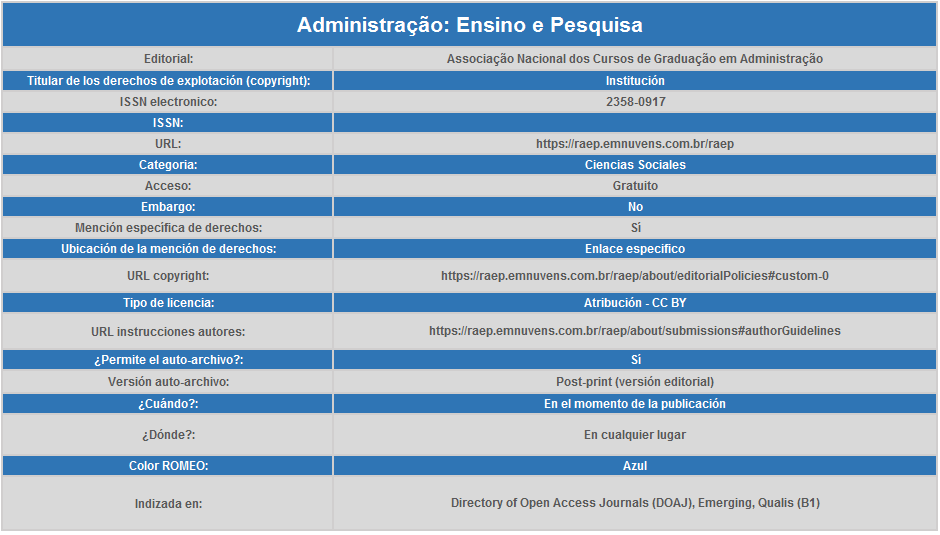 Administração: Ensino e Pesquisa
Editorial: Associação Nacional dos Cursos de Graduação em Administração
Titular de los derechos de explotación (copyright): Institución
ISSN electronico: 2358-0917
ISSN:
URL: https://raep.emnuvens.com.br/raep
Categoria: Ciencias Sociales
Acceso: Gratuito
Embargo: No
Mención específica de derechos: Sí
Ubicación de la mención de derechos: Enlace específico
URL copyright: https://raep.emnuvens.com.br/raep/about/editorialPolicies#custom-0
Tipo de licencia: Atribución - CC BY
URL instrucciones autores: https://raep.emnuvens.com.br/raep/about/submissions#authorGuidelines
¿Permite el auto-archivo?: Sí
Versión auto-archivo: Post-print (versión editorial)
¿Cuándo?: En el momento de la publicación
¿Dónde?: En cualquier lugar
Color ROMEO: Azul
Indizada en: Directory of Open Access Journals (DOAJ), Emerging, Qualis (B1)